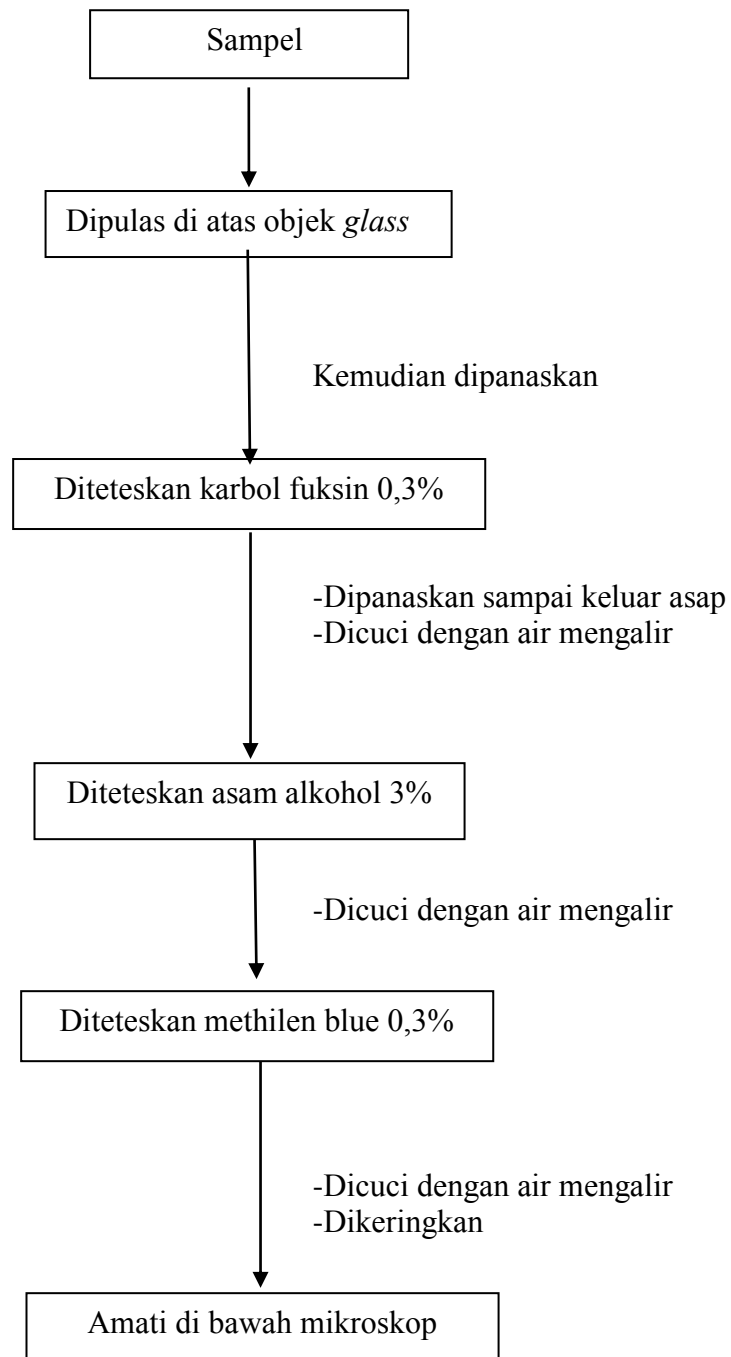 Sampel
Dipulas di atas objek glass
Kemudian dipanaskan
Diteteskan karbol fuksin 0,3%
-Dipanaskan sampai keluar asap
-Dicuci dengan air mengalir
Diteteskan asam alkohol 3%
-Dicuci dengan air mengalir
Diteteskan methilen blue 0,3%
-Dicuci dengan air mengalir
-Dikeringkan
Amati di bawah mikroskop